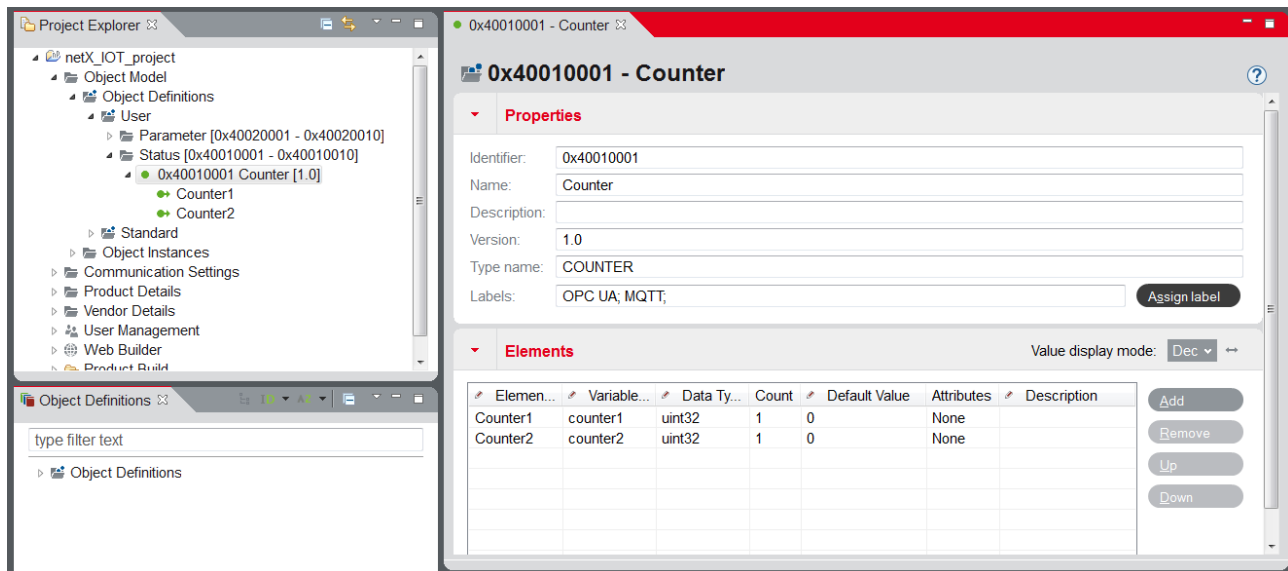 Project Explorer
netX_IOT_project
Object Model
Object Definitions
User
Parameter [0x40020001 - 0x40020010]
Status [0x40010001 - 0x40010010]
0x40010001 Counter [1.0]
Counter1
Counter2
Standard
Object Instances
Communication Settings
Product Details
Vendor Details
User Management
Web Builder
Product Build
Object Definitions
type filter text
Object Definitions
0x40010001 - Counter
0x40010001 - Counter
Properties
Identifier: 0x40010001
Name: Counter
Description:
Version: 1.0
Type name: COUNTER
Labels: OPC UA; MQTT; Assign label
Elements Value display mode: Dec
Elemen... Variable... Data Ty... Count Default Value Attributes Description
Counter1 counter1 uint32 1 0 None
Counter2 counter2 uint32 1 0 None
Add
Remove
Up
Down